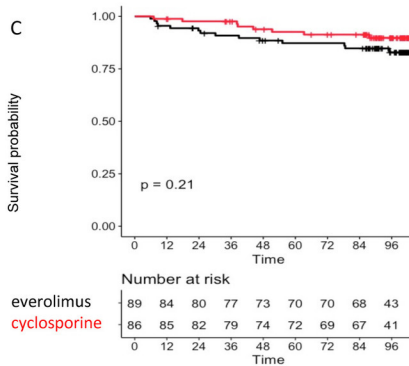 C
1.00
0.75
0.50
0.25
0.00
Survival probability
p = 0.21
0 12 24 36 48 60 72 84 96
Time
Number at risk
everolimus 89 84 80 77 73 70 70 68 43
cyclosporine 86 85 82 79 74 72 69 67 41
0 12 24 36 48 60 72 84 96
Time